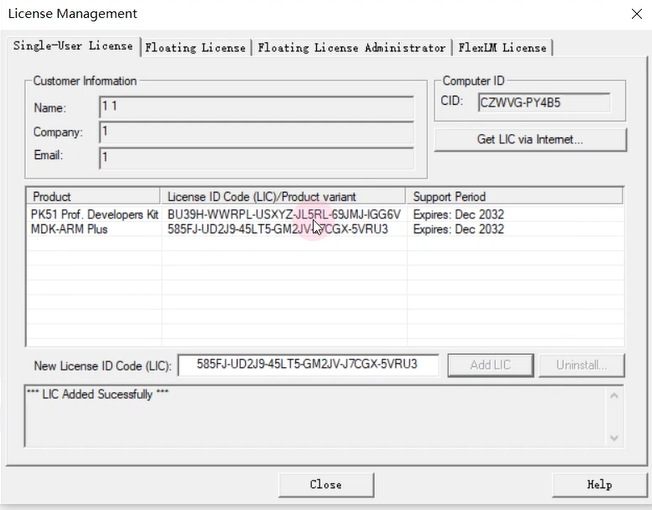 License Management
Single-User License Floating License Floating License Administrator FlexLM License
Customer Information
Name: 1 1
Company: 1
Email: 1
Computer ID
CID: CZWVG-PY4B5
Get LIC via Internet...
Product License ID Code (LIC)/Product variant Support Period
PK51 Prof. Developers Kit BU39H-WWRPL-USXYZ-JL5RL-69JMJ-IGG6V Expires: Dec 2032
MDK-ARM Plus 585FJ-UD2J9-45LT5-GM2JV-J7CGX-5VRU3 Expires: Dec 2032
New License ID Code (LIC): 585FJ-UD2J9-45LT5-GM2JV-J7CGX-5VRU3 Add LIC Uninstall...
*** LIC Added Sucessfully ***
Close Help